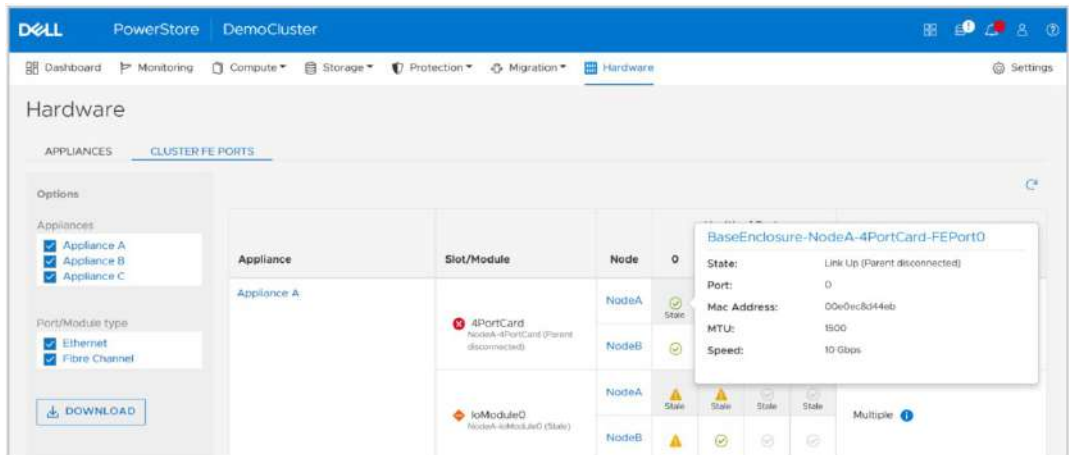 DELL PowerStore DemoCluster
Dashboard Monitoring Compute Storage Protection Migration Hardware Settings
Hardware
APPLIANCES CLUSTER FE PORTS
Options
Appliances
Appliance A
Appliance B
Appliance C
Port/Module type
Ethernet
Fibre Channel
DOWNLOAD
Appliance Slot/Module Node 0
Appliance A
4PortCard
NodeA-4PortCard (Parent
disconnected)
NodeA
Stale
NodeB
IoModule0
NodeA-IoModule0 (Stale)
NodeA
Stale Stale Stale Stale
NodeB
Multiple
BaseEnclosure-NodeA-4PortCard-FEPort0
State: Link Up (Parent disconnected)
Port: 0
Mac Address: 00e0ec8d44eb
MTU: 1500
Speed: 10 Gbps